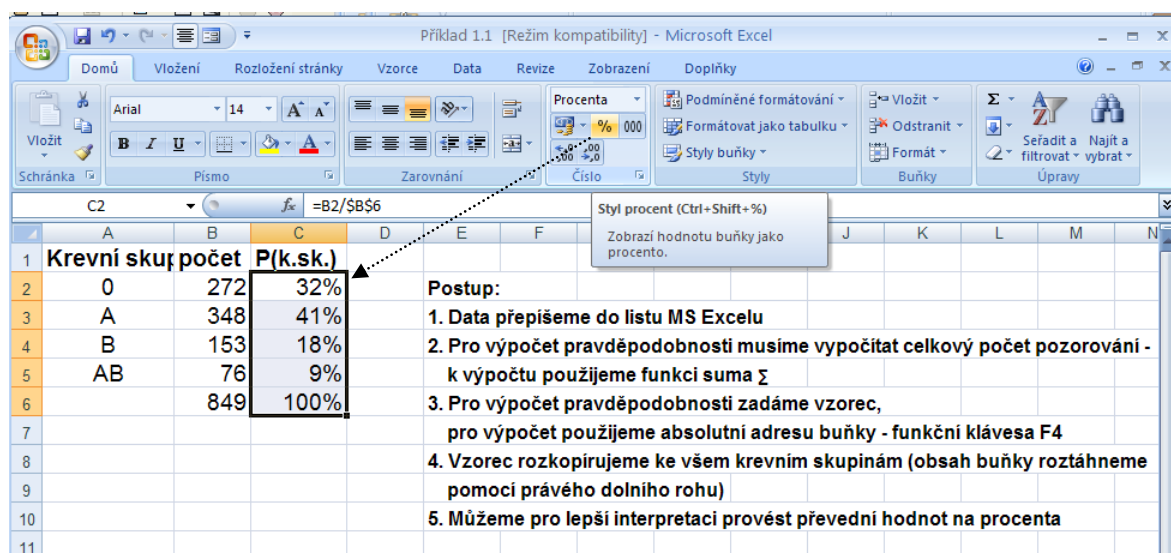 Příklad 1.1 [Režim kompatibility] - Microsoft Excel
Domů Vložení Rozložení stránky Vzorce Data Revize Zobrazení Doplňky
Vložit
Schránka
Arial 14
B I U
Písmo
Zarovnání
Procenta
% 000
Číslo
Podmíněné formátování
Formátovat jako tabulku
Styly buňky
Styly
Vložit
Odstranit
Formát
Buňky
Σ
Seřadit a filtrovat
Najít a vybrat
Úpravy
C2 fx =B2/$B$6
Styl procent (Ctrl+Shift+%)
Zobrazí hodnotu buňky jako
procento.
A B C D E F J K L M N
1 Krevní skup počet P(k.sk.)
2 0 272 32% Postup:
3 A 348 41% 1. Data přepíšeme do listu MS Excelu
4 B 153 18% 2. Pro výpočet pravděpodobnosti musíme vypočítat celkový počet pozorování -
5 AB 76 9% k výpočtu použijeme funkci suma ∑
6 849 100% 3. Pro výpočet pravděpodobnosti zadáme vzorec,
7 pro výpočet použijeme absolutní adresu buňky - funkční klávesa F4
8 4. Vzorec rozkopírujeme ke všem krevním skupinám (obsah buňky roztáhneme
9 pomocí právého dolního rohu)
10 5. Můžeme pro lepší interpretaci provést převední hodnot na procenta
11